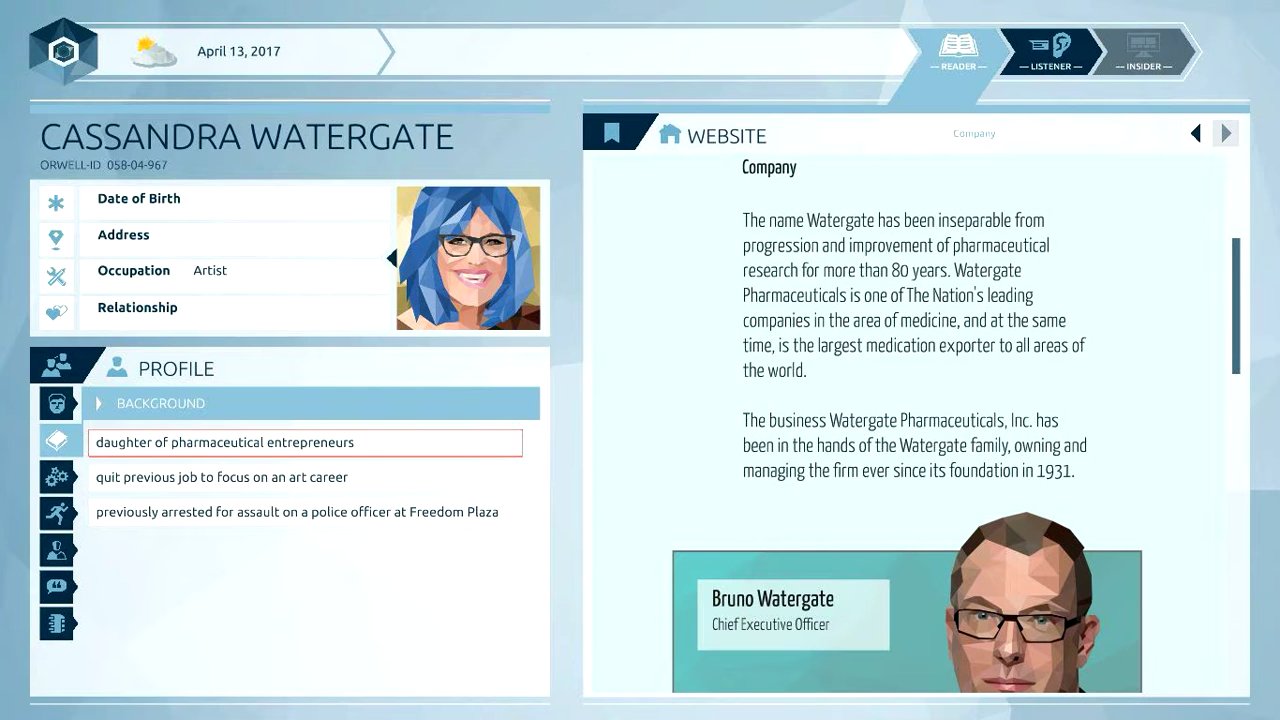 April 13, 2017
— READER —
— LISTENER —
— INSIDER —
CASSANDRA WATERGATE
ORWELL-ID 058-04-967
Date of Birth
Address
Occupation Artist
Relationship
PROFILE
BACKGROUND
daughter of pharmaceutical entrepreneurs
quit previous job to focus on an art career
previously arrested for assault on a police officer at Freedom Plaza
WEBSITE
Company
Company
The name Watergate has been inseparable from
progression and improvement of pharmaceutical
research for more than 80 years. Watergate
Pharmaceuticals is one of The Nation's leading
companies in the area of medicine, and at the same
time, is the largest medication exporter to all areas of
the world.
The business Watergate Pharmaceuticals, Inc. has
been in the hands of the Watergate family, owning and
managing the firm ever since its foundation in 1931.
Bruno Watergate
Chief Executive Officer